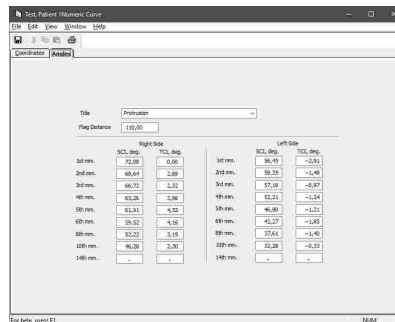 Test, Patient \Numeric Curve
File Edit View Window Help
Coordinates Angles
Title Protrusion
Flag Distance 110,00
Right Side Left Side
SCI, deg. TCI, deg. SCI, deg. TCI, deg.
1st mm. 72,08 0,00 1st mm. 56,45 -2,91
2nd mm. 68,64 2,89 2nd mm. 59,25 -1,48
3rd mm. 66,72 2,32 3rd mm. 57,19 -0,97
4th mm. 63,26 3,98 4th mm. 52,21 -1,24
5th mm. 61,91 4,32 5th mm. 46,90 -1,21
6th mm. 59,52 4,16 6th mm. 42,27 -1,85
8th mm. 52,22 3,19 8th mm. 37,61 -1,40
10th mm. 46,28 2,30 10th mm. 32,28 -0,33
14th mm. , , 14th mm. , ,
For help, press F1 NUM